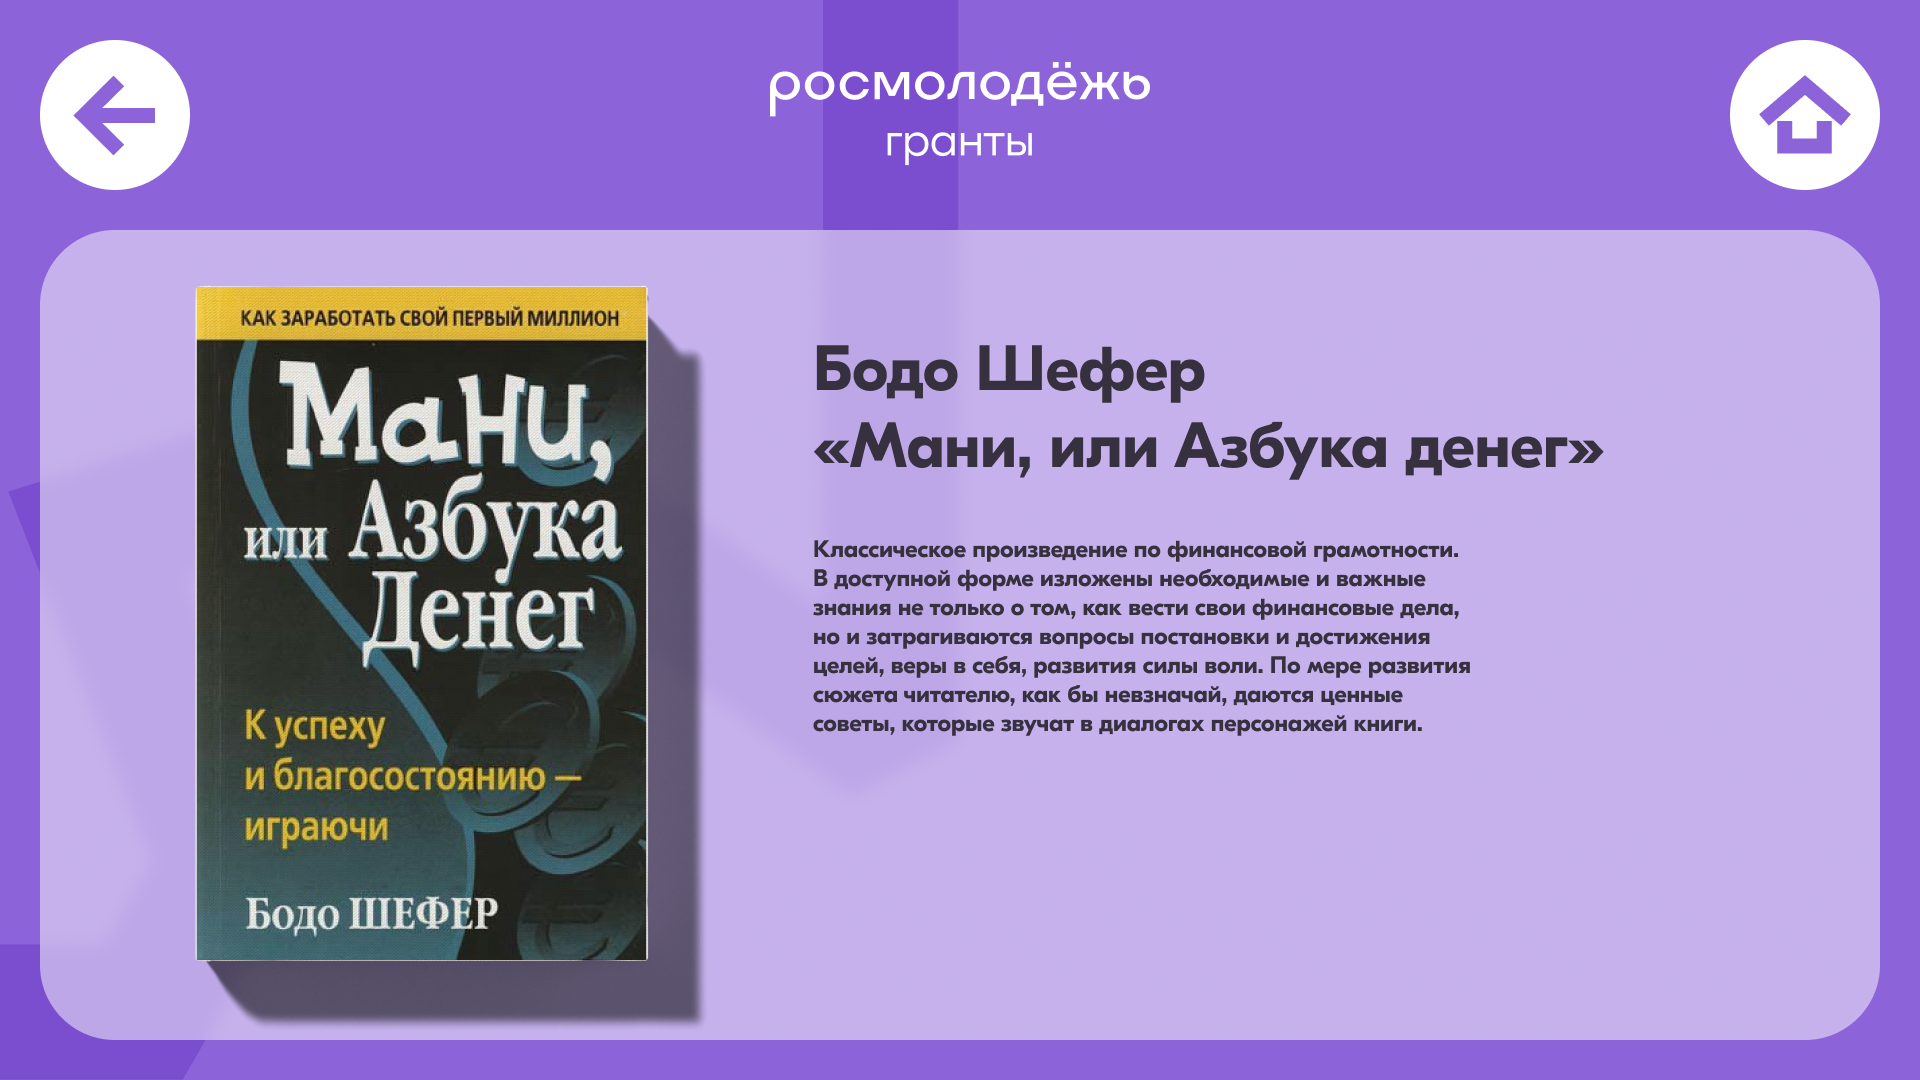 росмолодёжь
гранты
КАК ЗАРАБОТАТЬ СВОЙ ПЕРВЫЙ МИЛЛИОН
Мани,
или Азбука
Денег
К успеху
и благосостоянию —
играючи
Бодо ШЕФЕР
Бодо Шефер
«Мани, или Азбука денег»
Классическое произведение по финансовой грамотности.
В доступной форме изложены необходимые и важные
знания не только о том, как вести свои финансовые дела,
но и затрагиваются вопросы постановки и достижения
целей, веры в себя, развития силы воли. По мере развития
сюжета читателю, как бы невзначай, даются ценные
советы, которые звучат в диалогах персонажей книги.